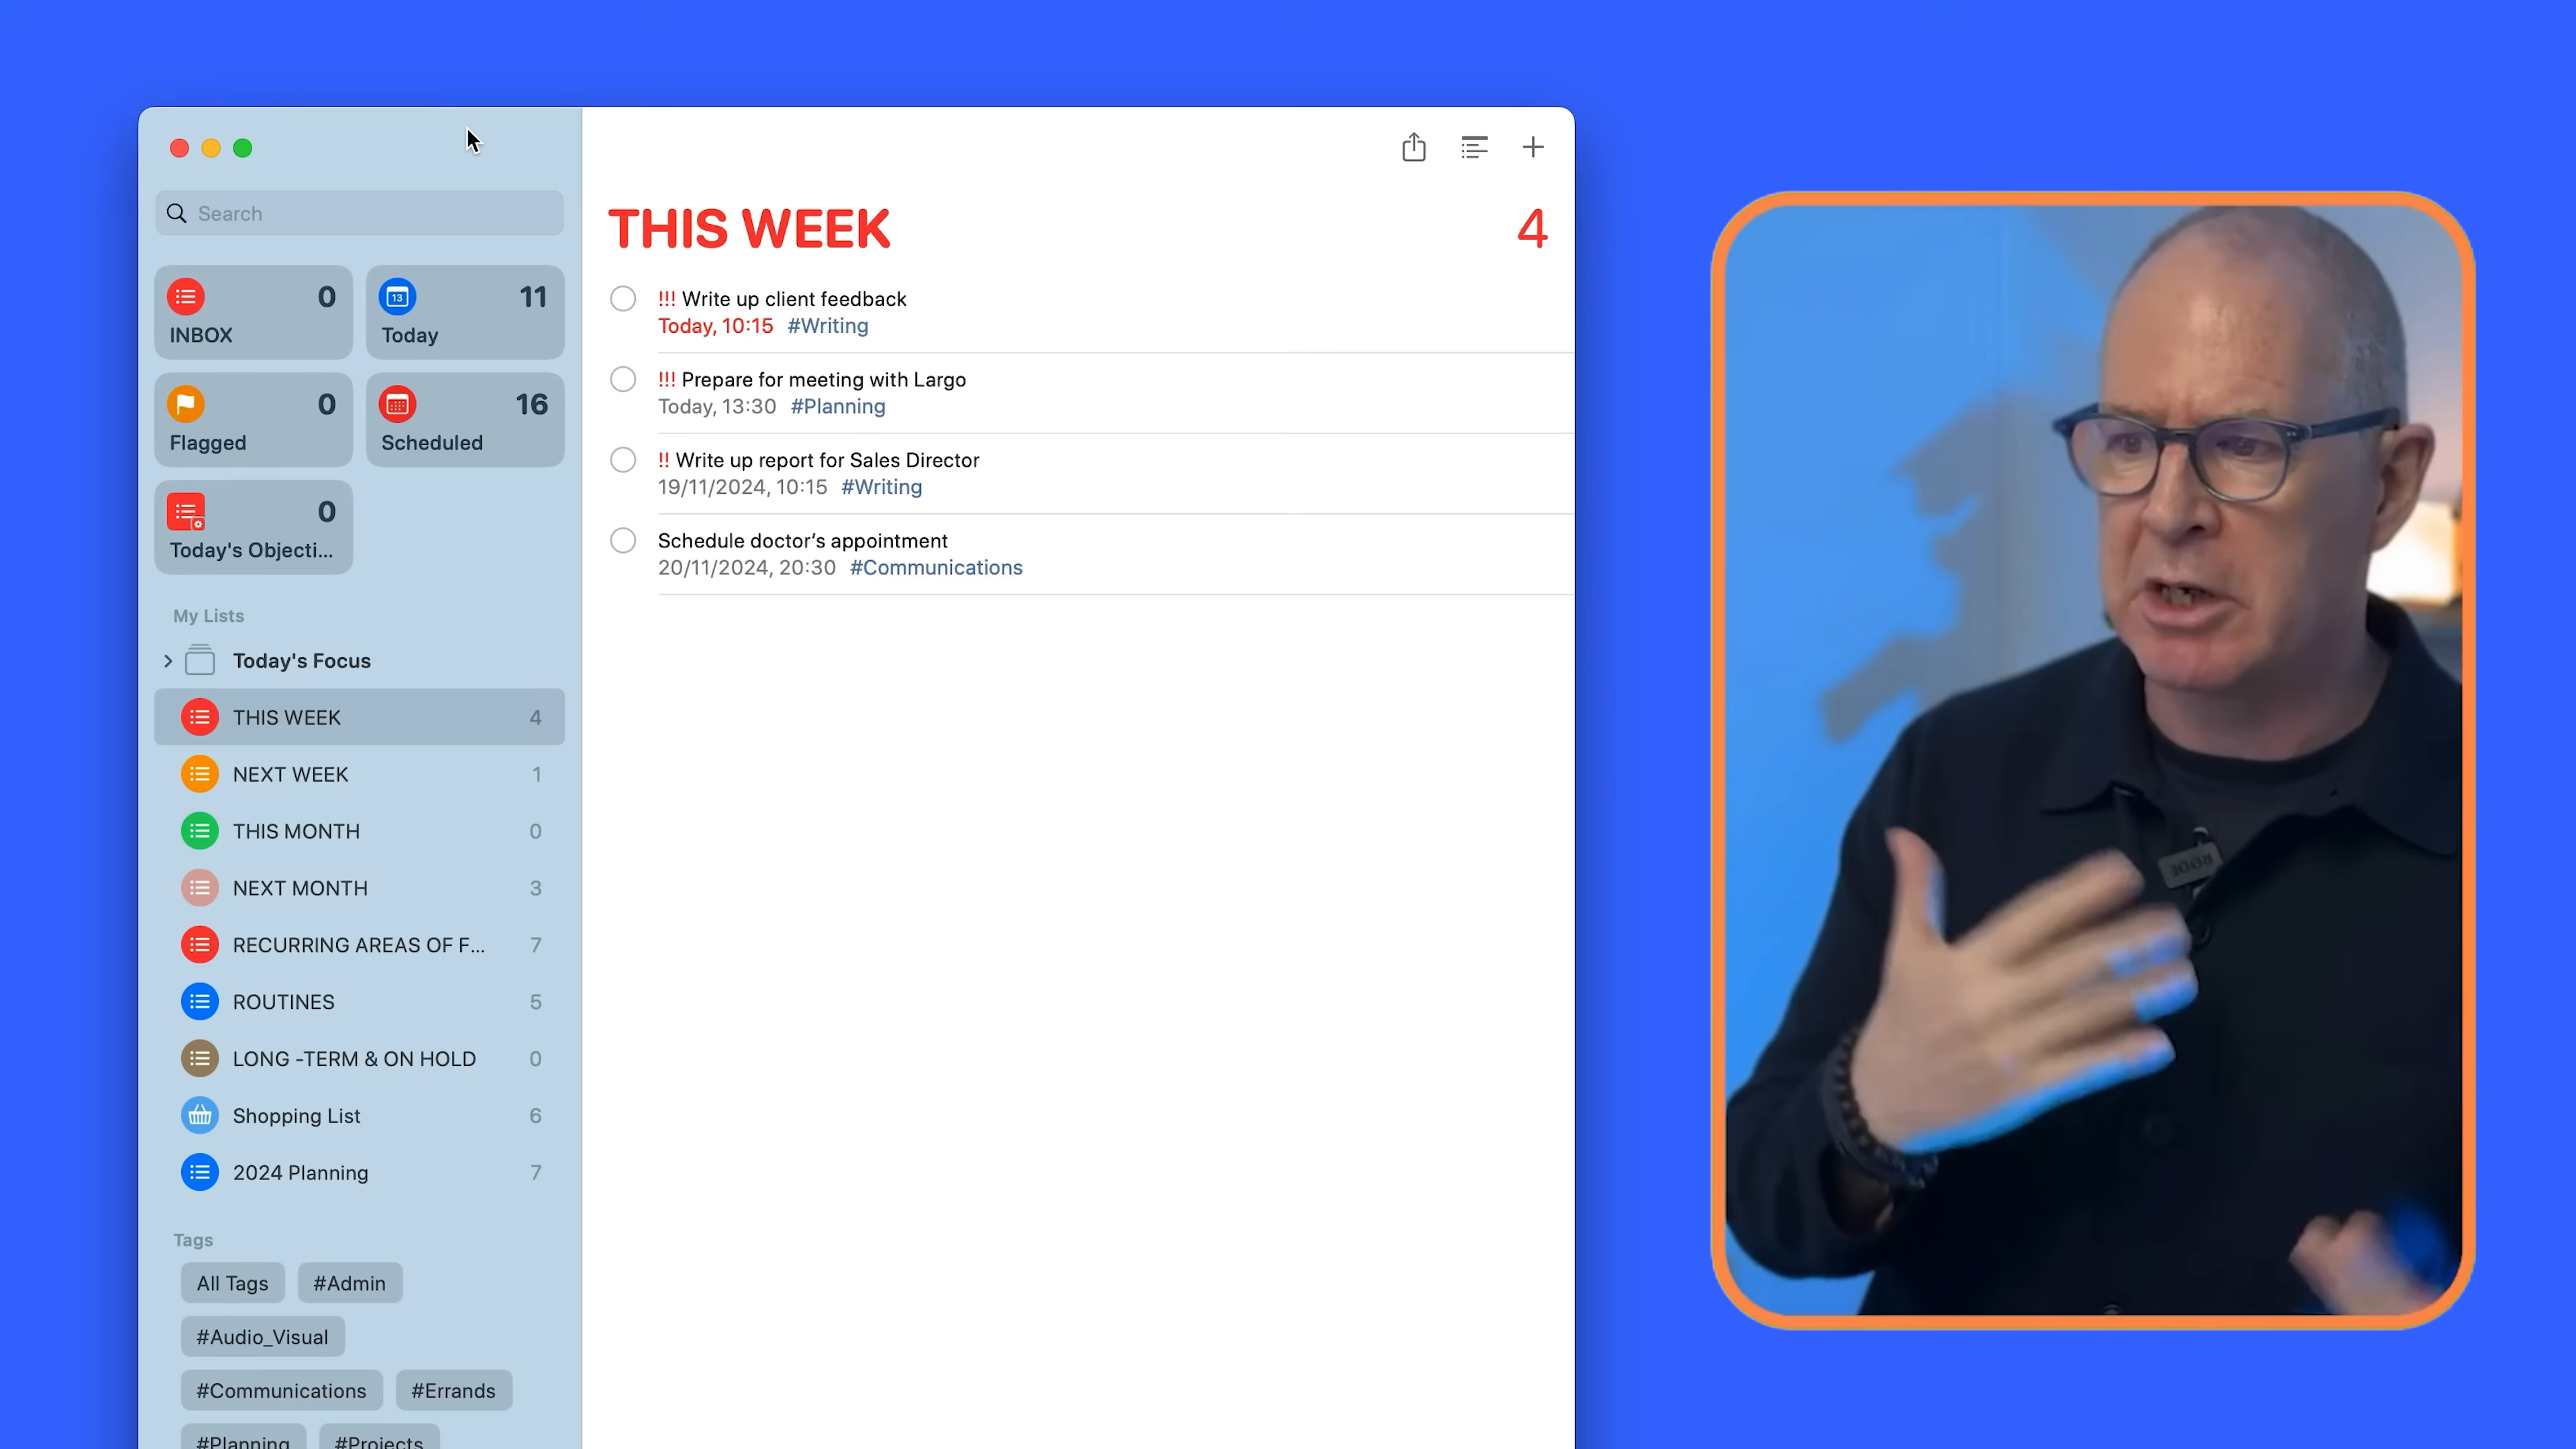 Search
INBOX 0
Today 11
13
Flagged 0
Scheduled 16
Today's Objecti... 0
My Lists
Today's Focus
THIS WEEK 4
NEXT WEEK 1
THIS MONTH 0
NEXT MONTH 3
RECURRING AREAS OF F... 7
ROUTINES 5
LONG -TERM & ON HOLD 0
Shopping List 6
2024 Planning 7
Tags
All Tags #Admin
#Audio_Visual
#Communications #Errands
#Planning #Projects
THIS WEEK 4
!!! Write up client feedback
Today, 10:15 #Writing
!!! Prepare for meeting with Largo
Today, 13:30 #Planning
!! Write up report for Sales Director
19/11/2024, 10:15 #Writing
Schedule doctor’s appointment
20/11/2024, 20:30 #Communications
RØDE